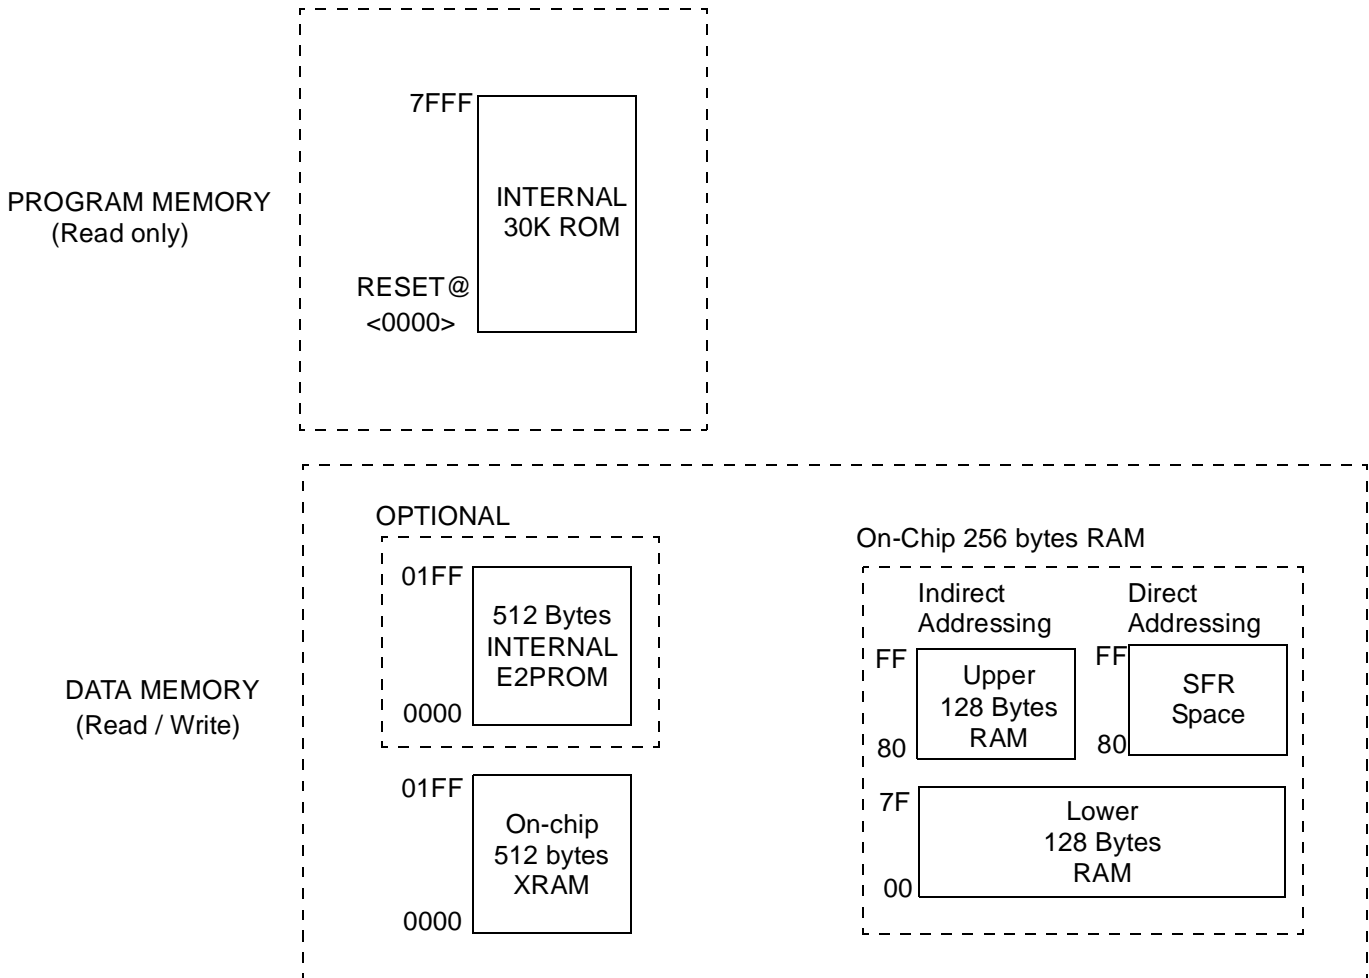 PROGRAM MEMORY
(Read only)
7FFF
INTERNAL
30K ROM
RESET@
<0000>
DATA MEMORY
(Read / Write)
OPTIONAL
01FF
512 Bytes
INTERNAL
E2PROM
0000
01FF
On-chip
512 bytes
XRAM
0000
On-Chip 256 bytes RAM
Indirect
Addressing
Direct
Addressing
FF
Upper
128 Bytes
RAM
80
FF
SFR
Space
80
7F
Lower
128 Bytes
RAM
00